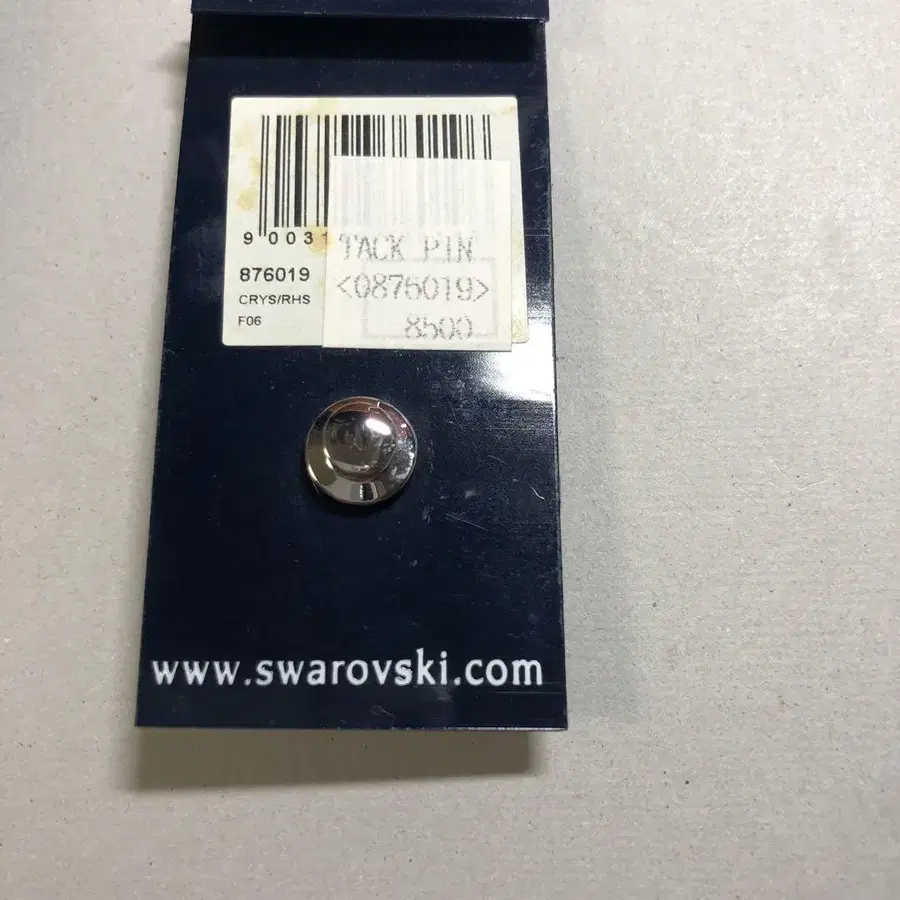 9 0031
TACK PIN
876019
<0876019>
CRYS/RHS
8500
F06
www.swarovski.com